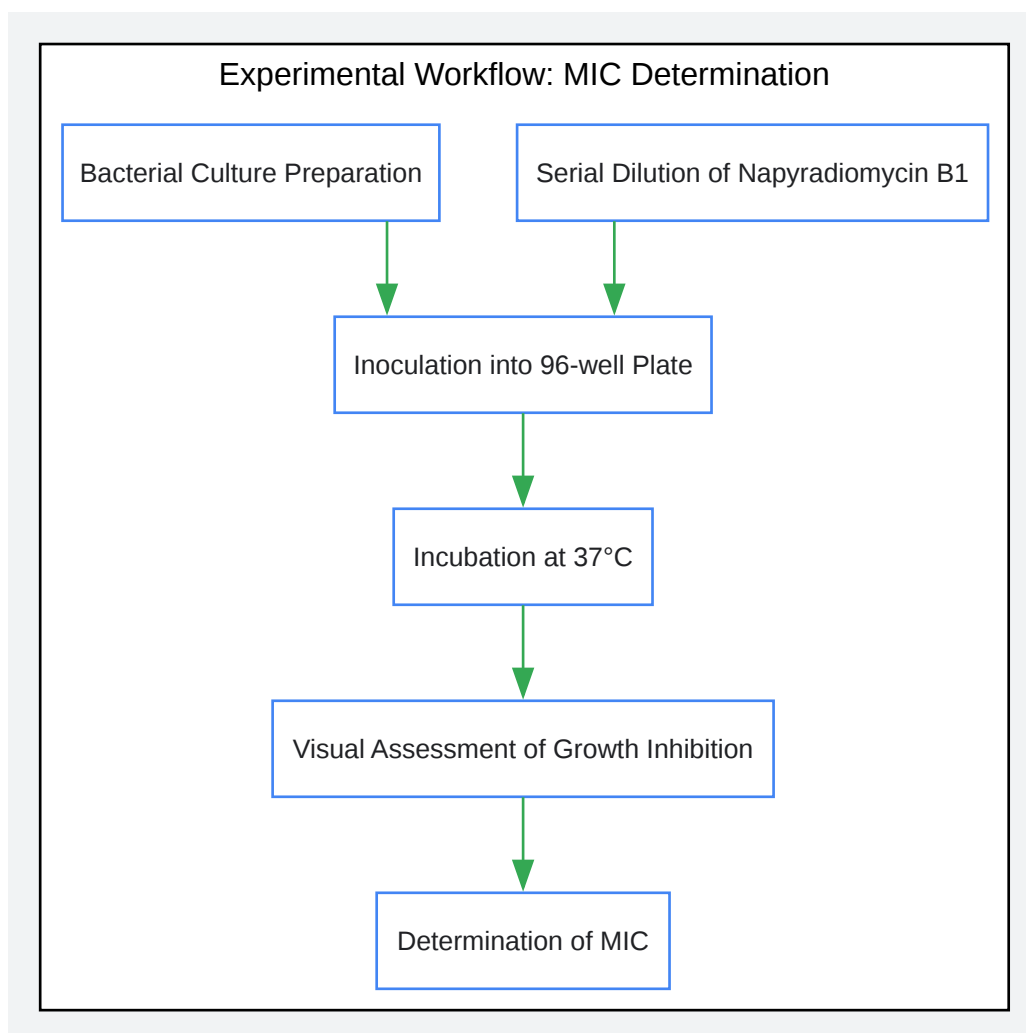 Experimental Workflow: MIC Determination
Bacterial Culture Preparation
Serial Dilution of Napyradiomycin B1
Inoculation into 96-well Plate
Incubation at 37°C
Visual Assessment of Growth Inhibition
Determination of MIC